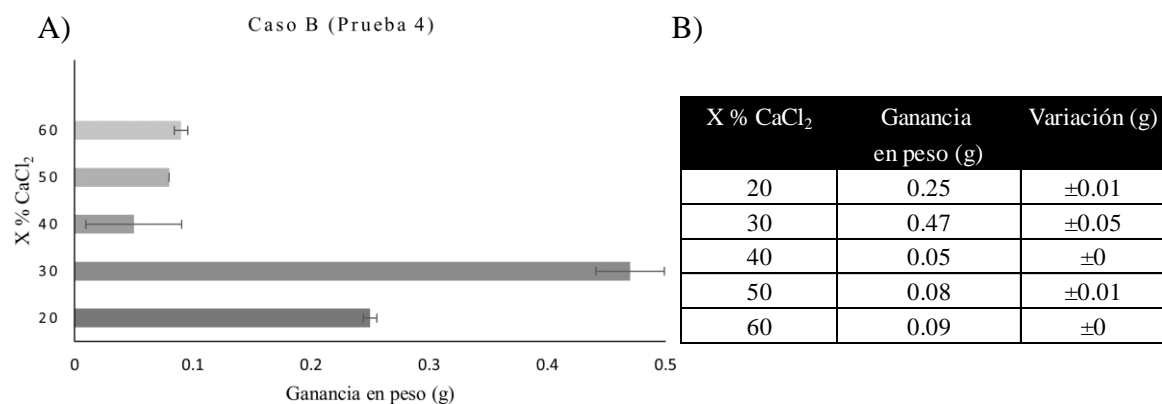 A)
Caso B (Prueba 4)
60
50
40
30
20
X % CaCl₂
0 0.1 0.2 0.3 0.4 0.5
Ganancia en peso (g)
B)
X % CaCl₂ Ganancia en peso (g) Variación (g)
20 0.25 ±0.01
30 0.47 ±0.05
40 0.05 ±0
50 0.08 ±0.01
60 0.09 ±0